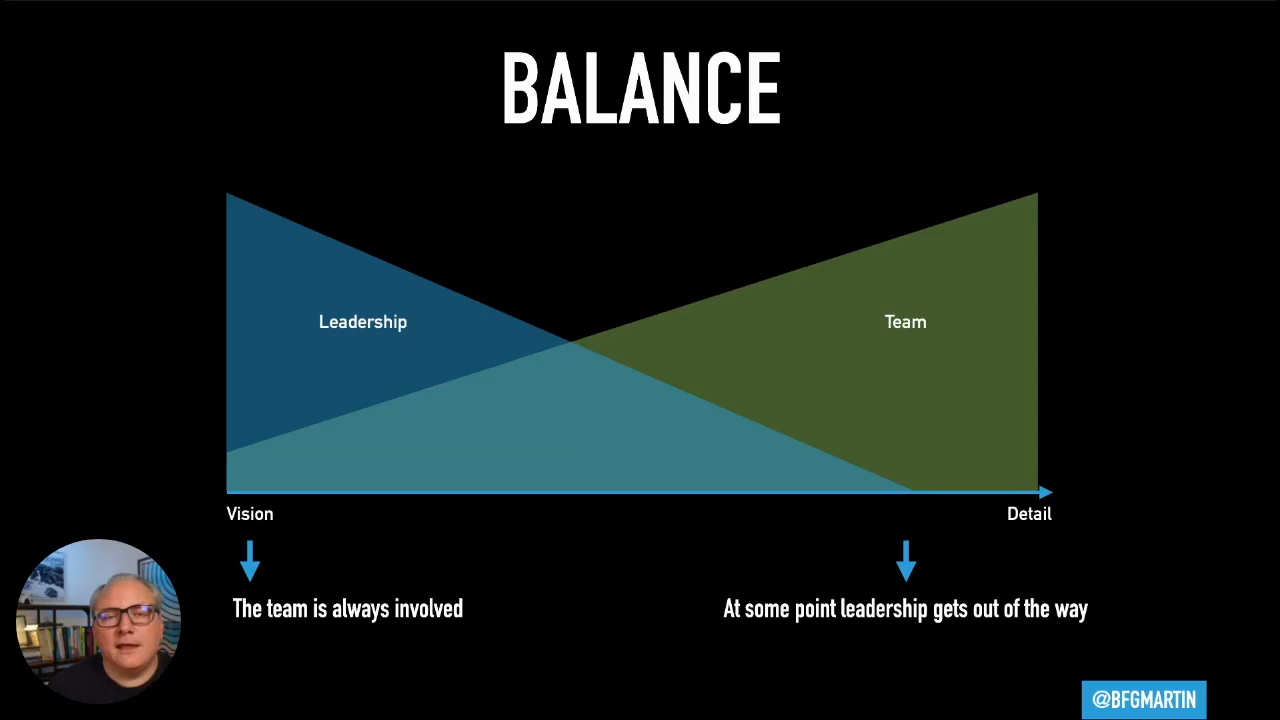 BALANCE
Leadership
Team
Vision
Detail
The team is always involved
At some point leadership gets out of the way
@BFGMARTIN